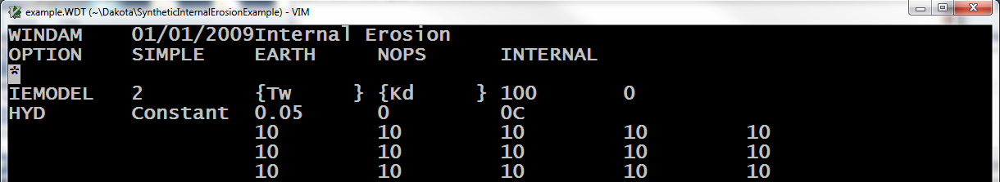 example.WDT (~\Dakota\SyntheticInternalErosionExample) - VIM
WINDAM    01/01/2009Internal Erosion
OPTION    SIMPLE    EARTH     NOPS      INTERNAL
*
IEMODEL   2         {Tw     } {Kd     } 100       0
HYD       Constant  0.05      0         0C
                    10        10        10        10        10
                    10        10        10        10        10
                    10        10        10        10        10